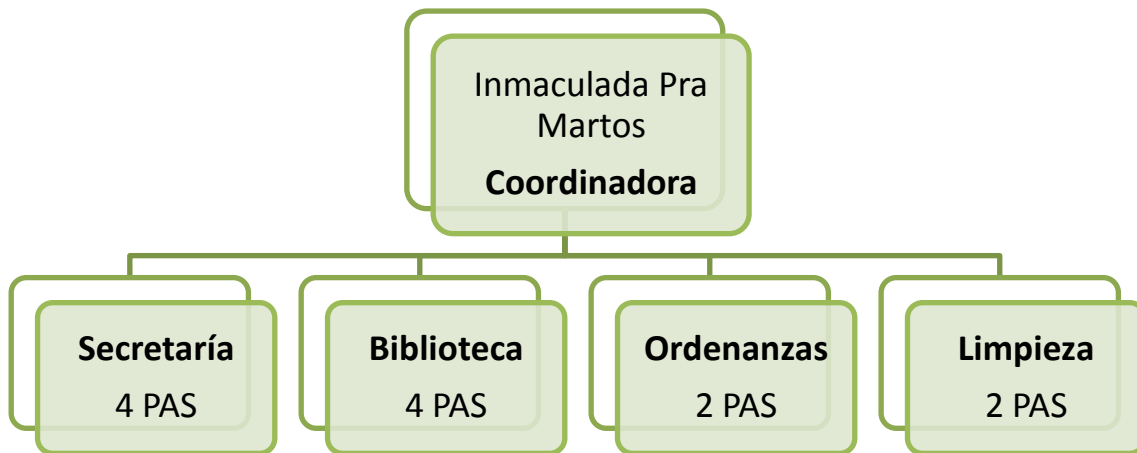 Inmaculada Pra
Martos
Coordinadora
Secretaría
4 PAS
Biblioteca
4 PAS
Ordenanzas
2 PAS
Limpieza
2 PAS